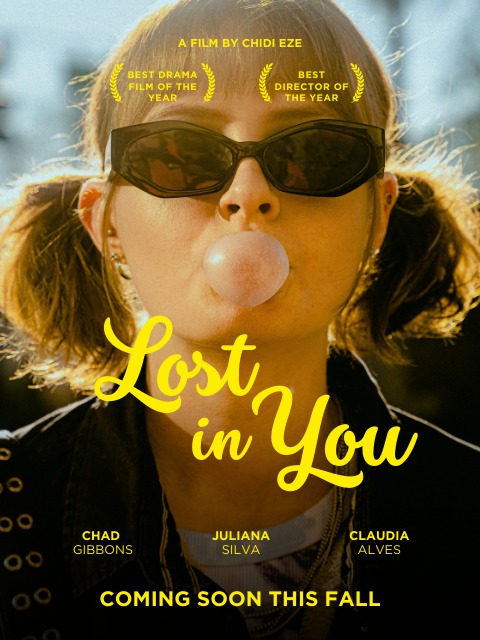 A FILM BY CHIDI EZE
BEST DRAMA
FILM OF THE
YEAR
BEST
DIRECTOR OF
THE YEAR
Lost
in You
CHAD
GIBBONS
JULIANA
SILVA
CLAUDIA
ALVES
COMING SOON THIS FALL